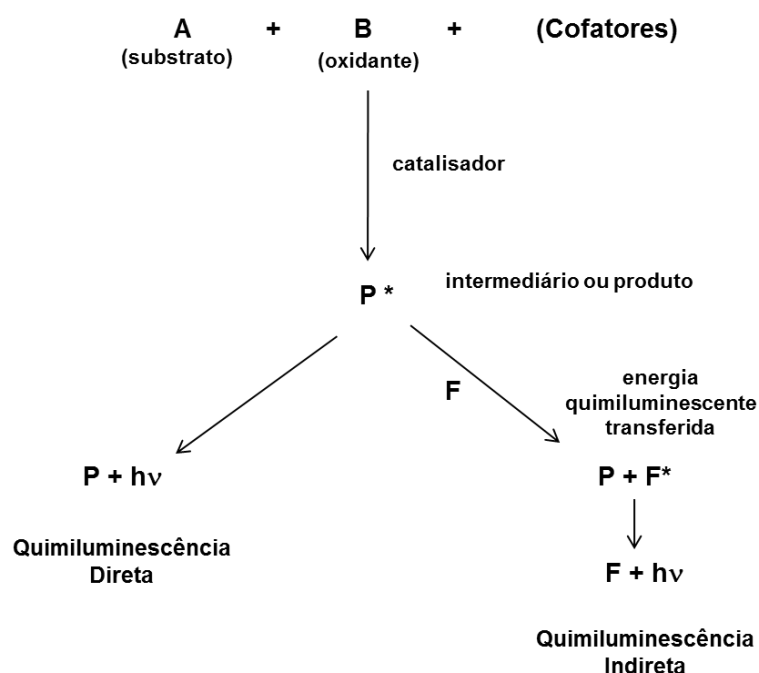 A + B + (Cofatores)
(substrato) (oxidante)
catalisador
P * intermediário ou produto
F
energia
quimiluminescente
transferida
P + hν
P + F*
Quimiluminescência
Direta
F + hν
Quimiluminescência
Indireta